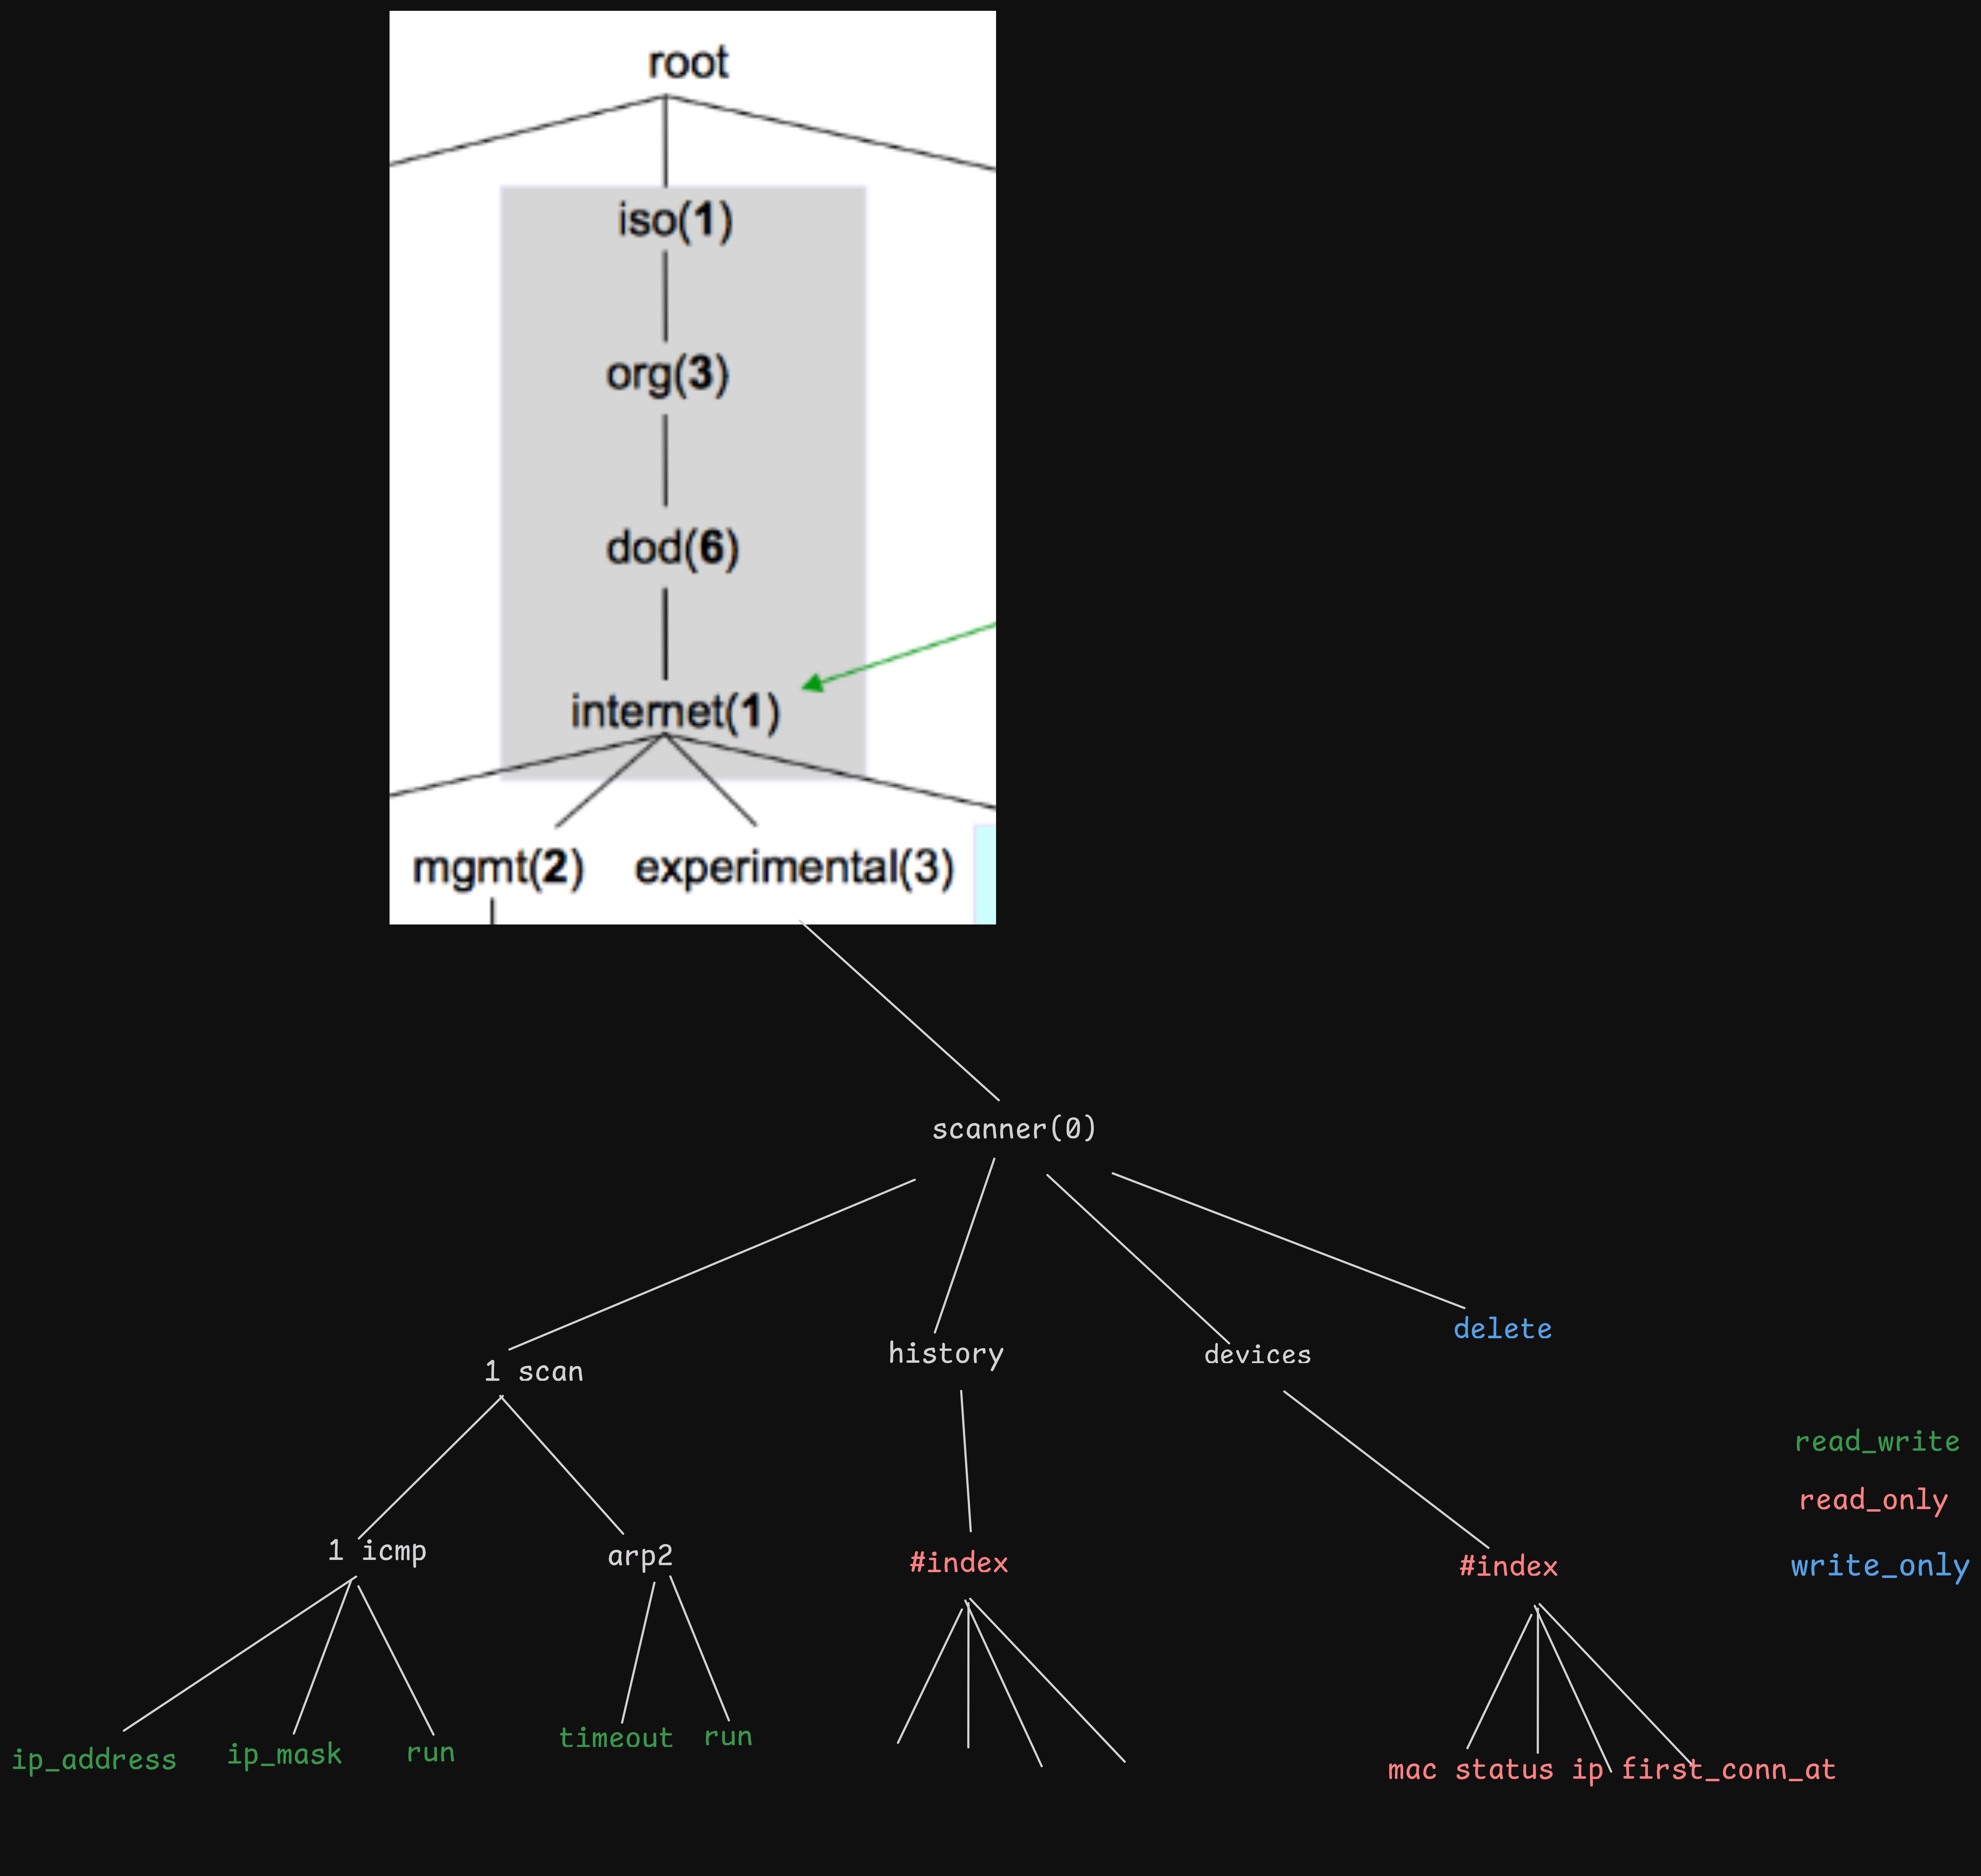 root
iso(1)
org(3)
dod(6)
internet(1)
mgmt(2) experimental(3)
scanner(0)
1 scan history devices delete
read_write
read_only
write_only
1 icmp arp2 #index #index
ip_address ip_mask run timeout run mac status ip first_conn_at